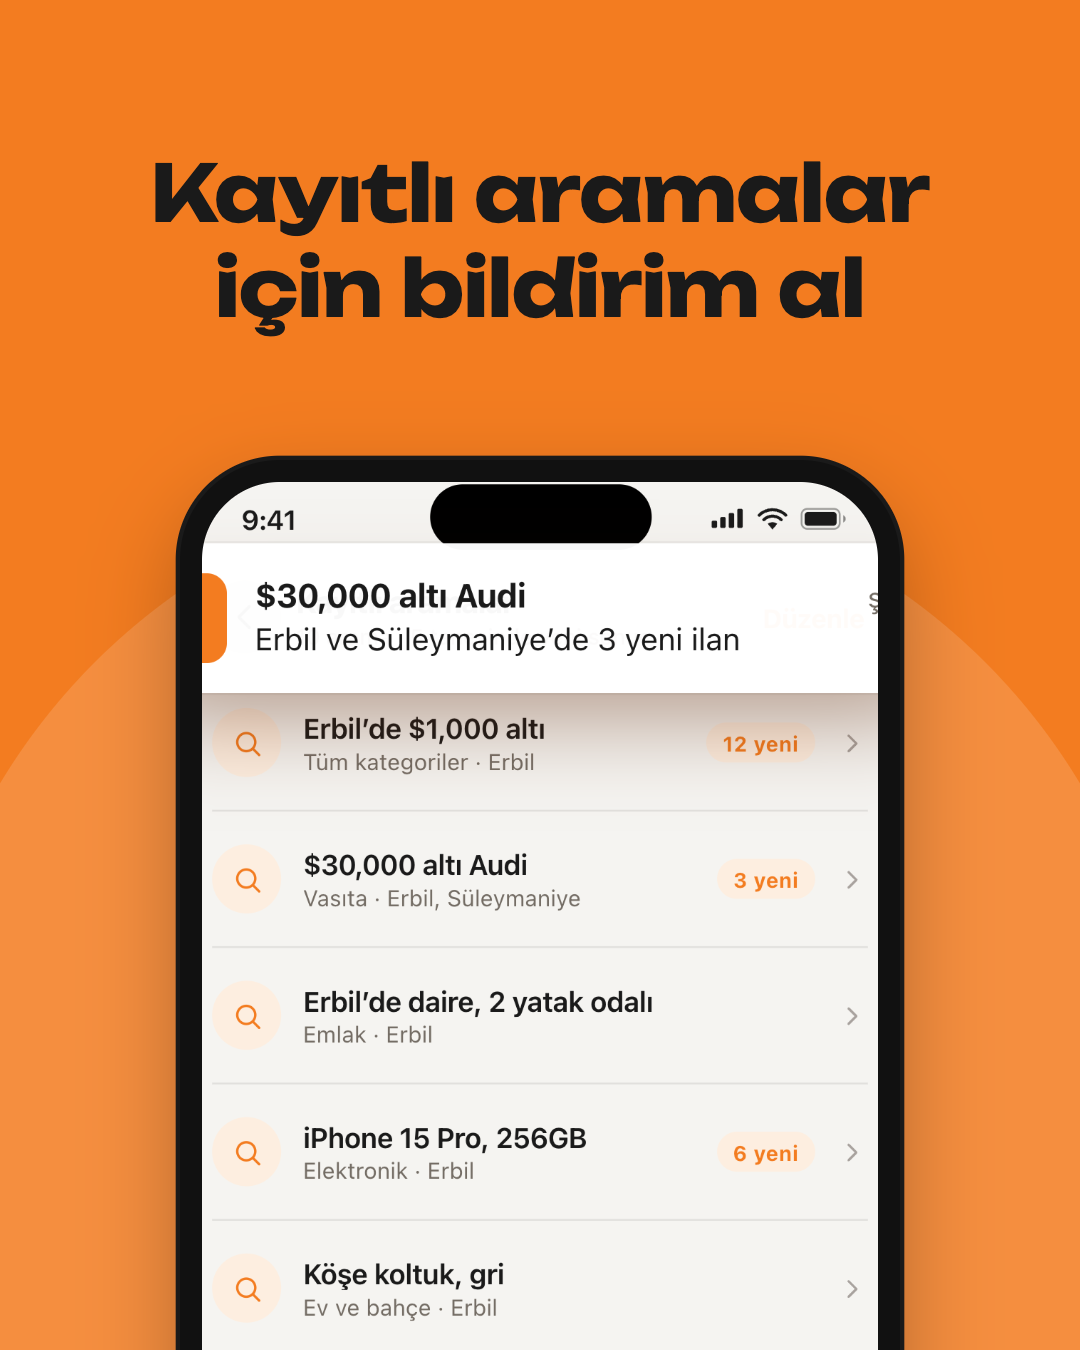 Kayıtlı aramalar
için bildirim al
9:41
$30,000 altı Audi
Erbil ve Süleymaniye’de 3 yeni ilan
Düzenle
Erbil’de $1,000 altı
12 yeni
Tüm kategoriler · Erbil
$30,000 altı Audi
3 yeni
Vasıta · Erbil, Süleymaniye
Erbil’de daire, 2 yatak odalı
Emlak · Erbil
iPhone 15 Pro, 256GB
6 yeni
Elektronik · Erbil
Köşe koltuk, gri
Ev ve bahçe · Erbil